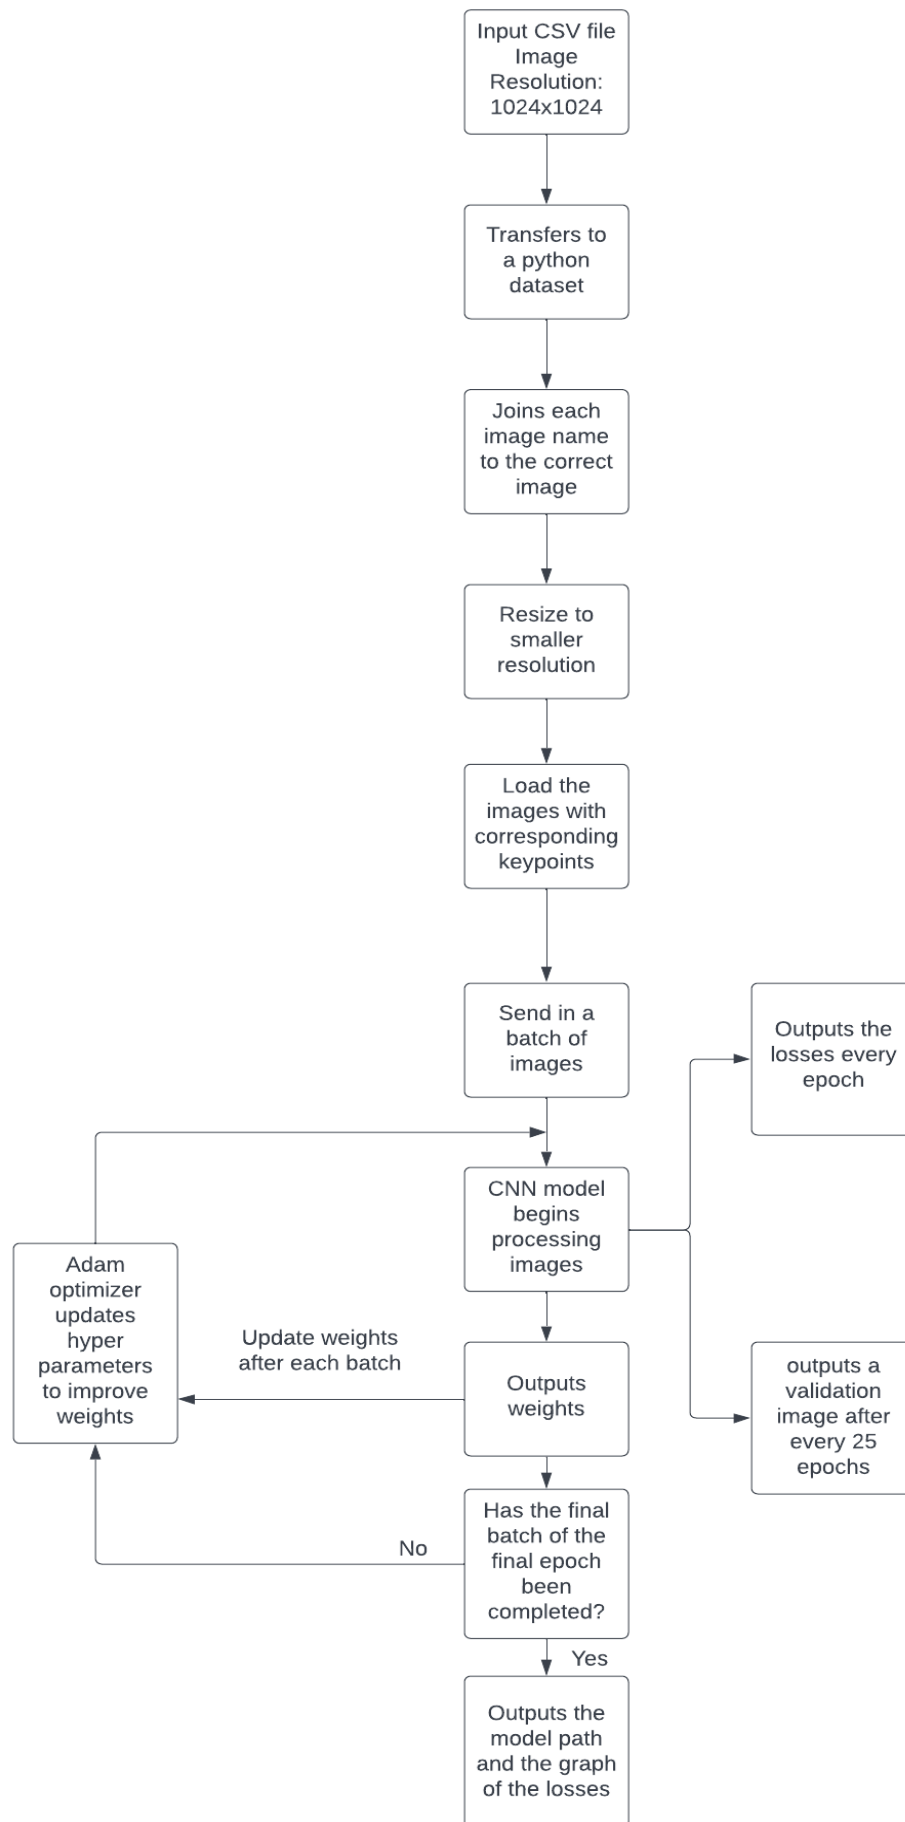 Input CSV file
Image
Resolution:
1024x1024
Transfers to
a python
dataset
Joins each
image name
to the correct
image
Resize to
smaller
resolution
Load the
images with
corresponding
keypoints
Send in a
batch of
images
Outputs the
losses every
epoch
CNN model
begins
processing
images
Adam
optimizer
updates
hyper
parameters
to improve
weights
Update weights
after each batch
Outputs
weights
outputs a
validation
image after
every 25
epochs
Has the final
batch of the
final epoch
been
completed?
No
Yes
Outputs the
model path
and the graph
of the losses